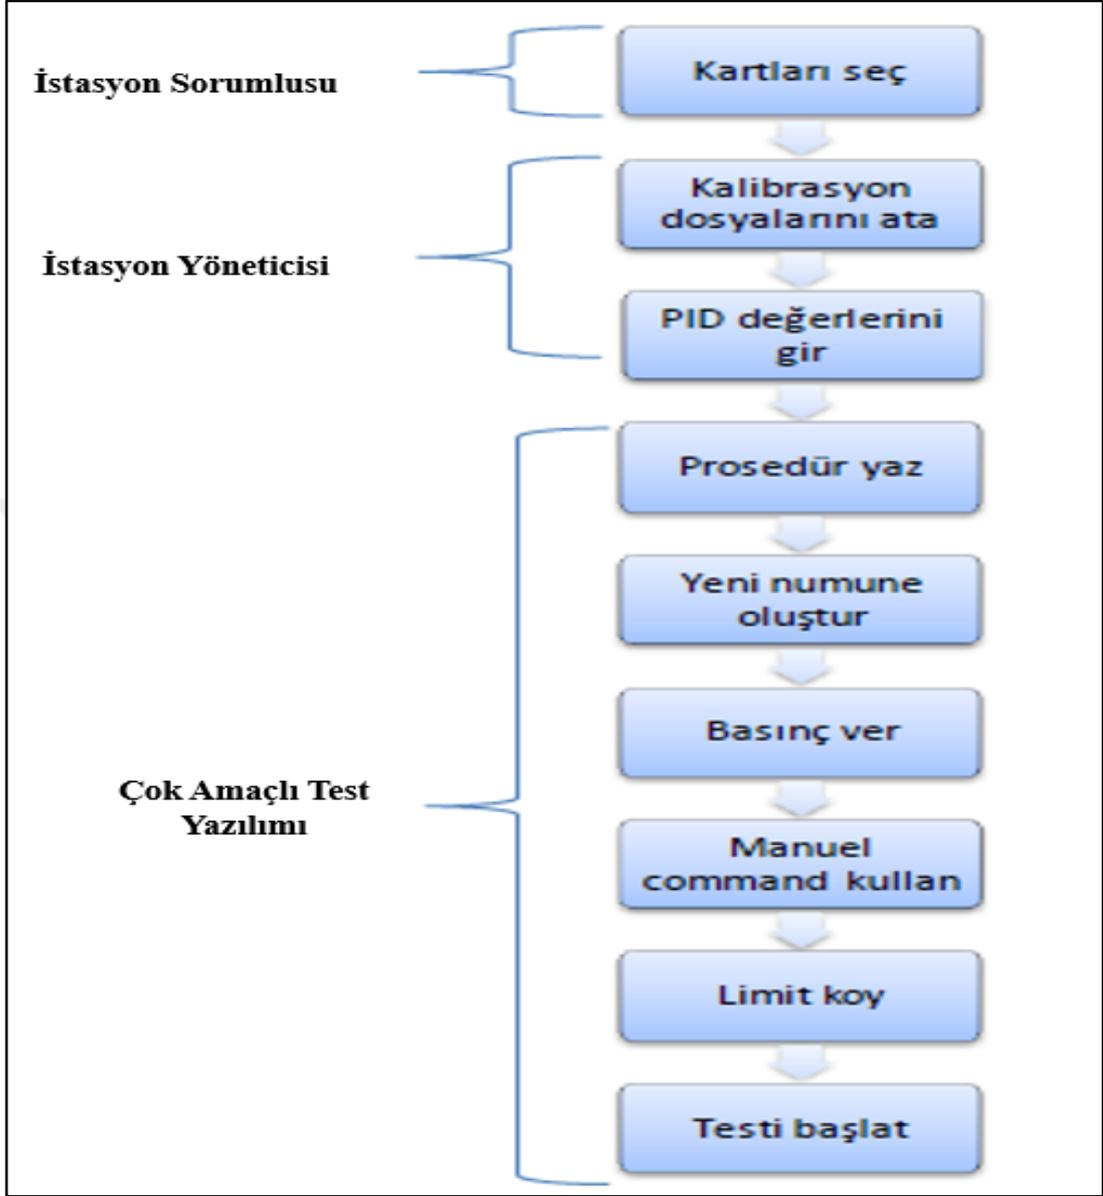 İstasyon Sorumlusu
Kartları seç
İstasyon Yöneticisi
Kalibrasyon
dosyalarını ata
PID değerlerini
gir
Çok Amaçlı Test
Yazılımı
Prosedür yaz
Yeni numune
oluştur
Basınç ver
Manuel
command kullan
Limit koy
Testi başlat